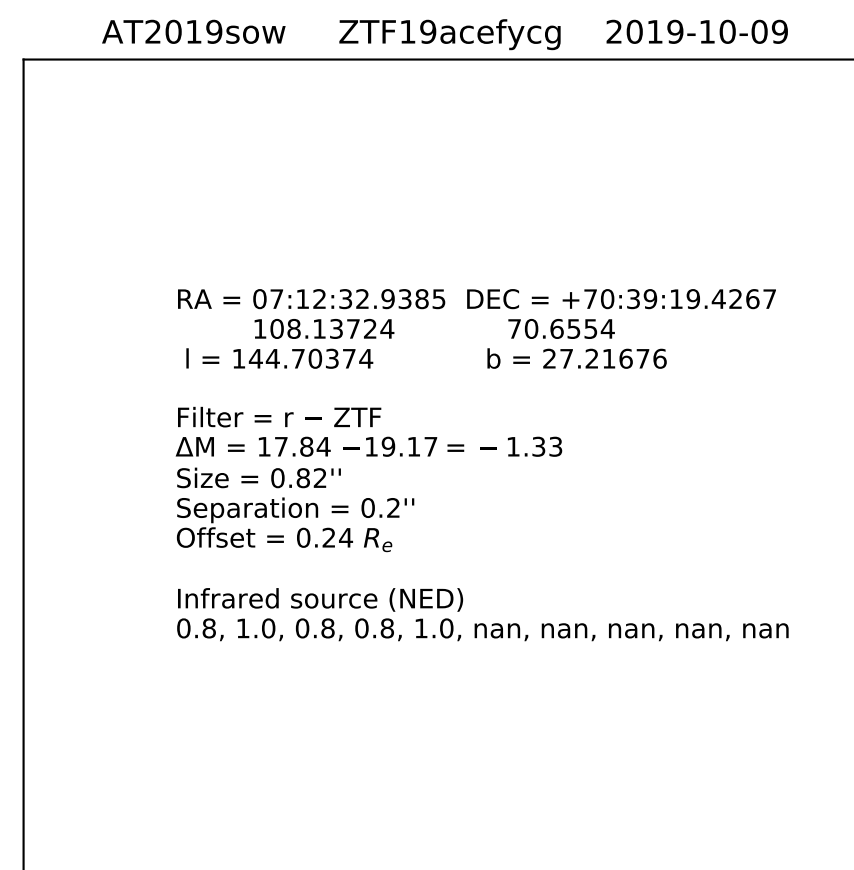 AT2019sow ZTF19acefycg 2019-10-09
RA = 07:12:32.9385 DEC = +70:39:19.4267
108.13724 70.6554
l = 144.70374 b = 27.21676
Filter = r − ZTF
ΔM = 17.84 −19.17 = − 1.33
Size = 0.82''
Separation = 0.2''
Offset = 0.24 Re
Infrared source (NED)
0.8, 1.0, 0.8, 0.8, 1.0, nan, nan, nan, nan, nan